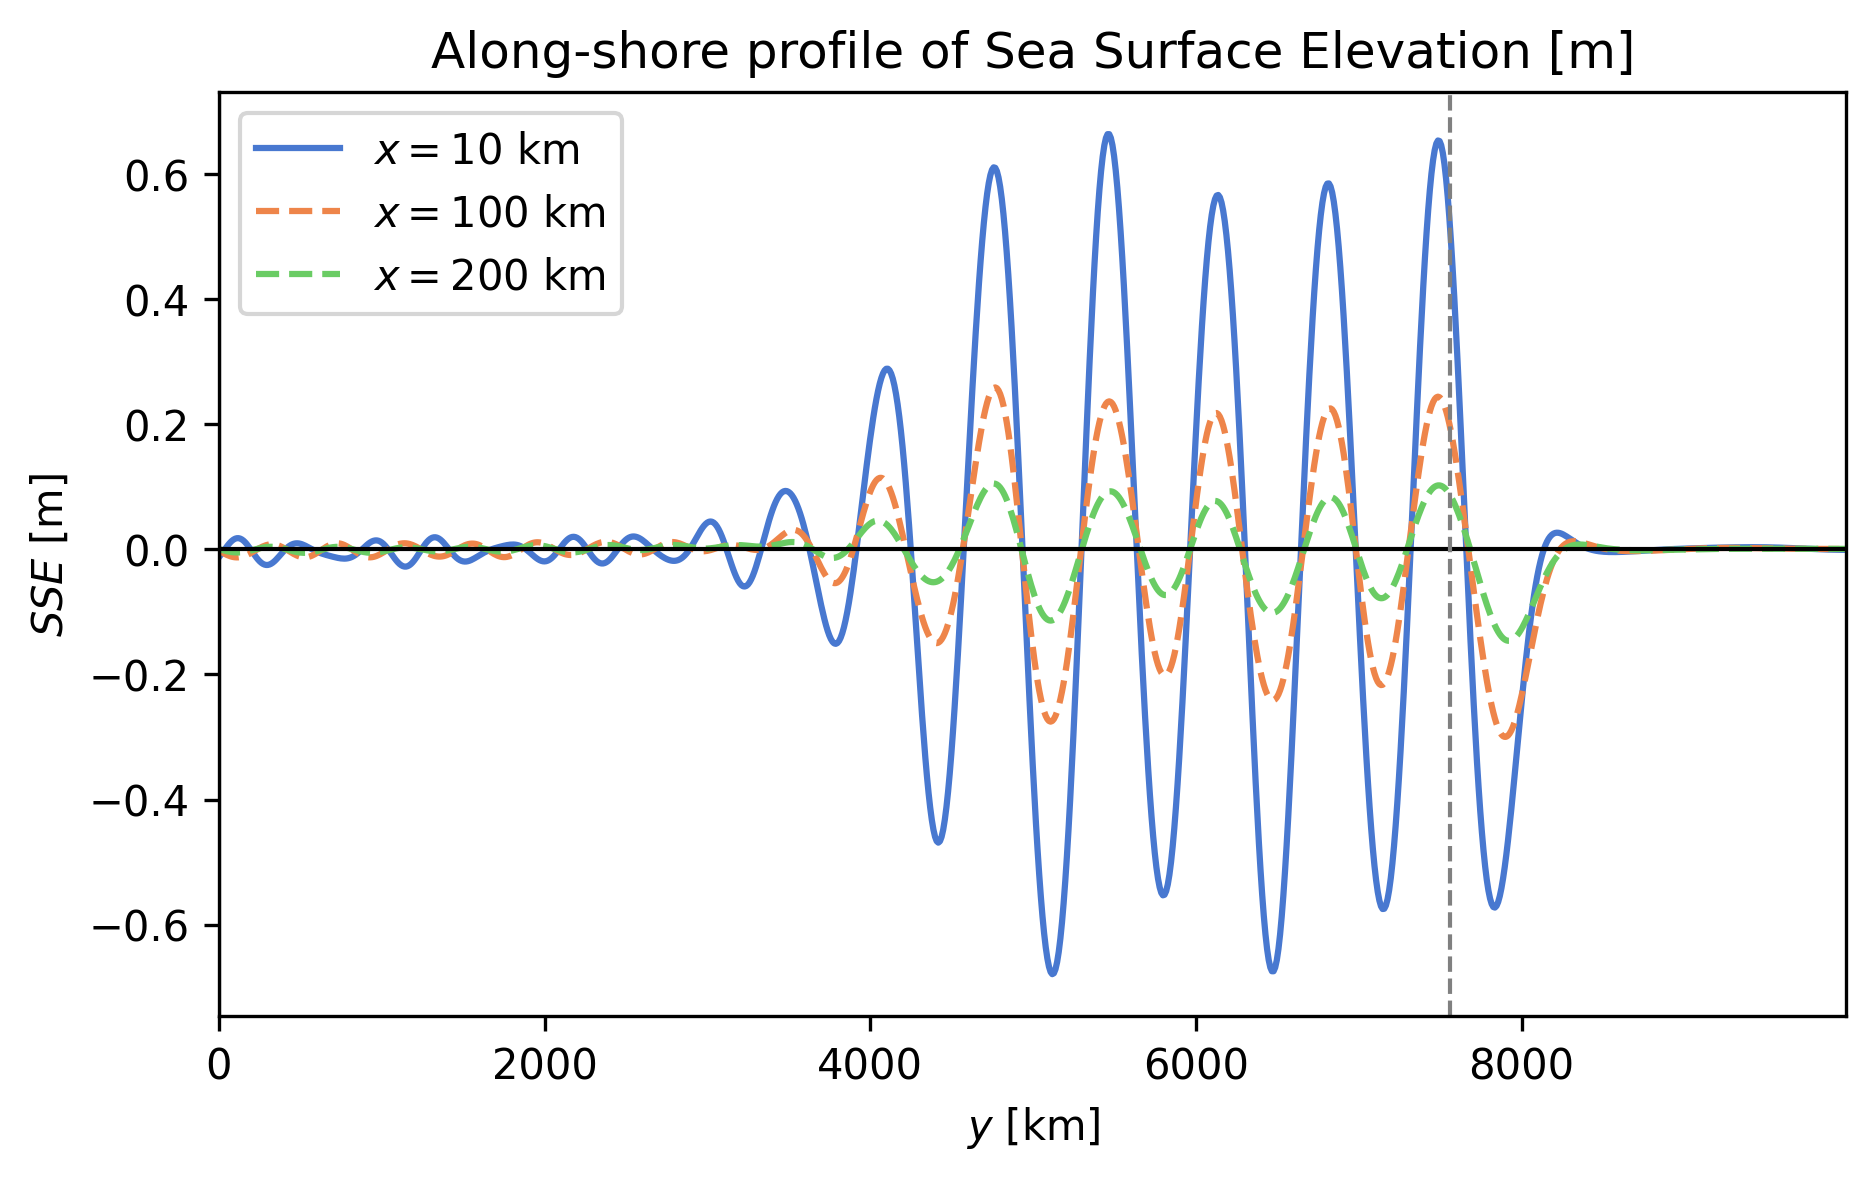 Along-shore profile of Sea Surface Elevation [m]
x = 10 km
x = 100 km
x = 200 km
0.6
0.4
0.2
0.0
−0.2
−0.4
−0.6
SSE [m]
0 2000 4000 6000 8000
y [km]